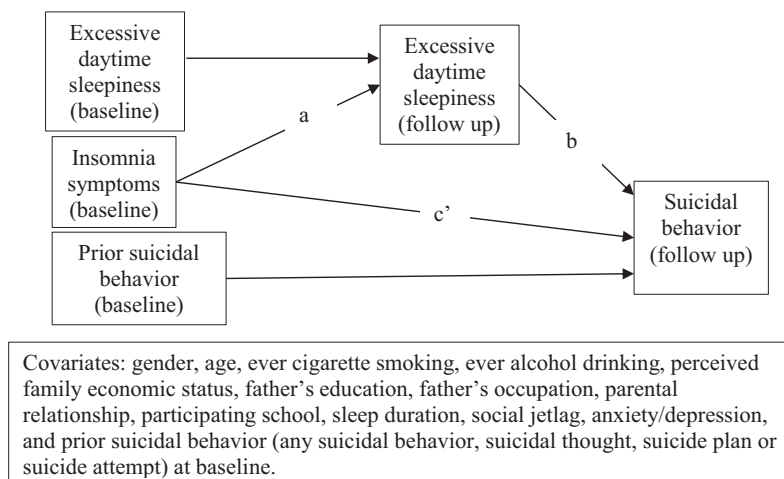 Excessive
daytime
sleepiness
(baseline)
Excessive
daytime
sleepiness
(follow up)
a
b
Insomnia
symptoms
(baseline)
c’
Suicidal
behavior
(follow up)
Prior suicidal
behavior
(baseline)
Covariates: gender, age, ever cigarette smoking, ever alcohol drinking, perceived
family economic status, father’s education, father’s occupation, parental
relationship, participating school, sleep duration, social jetlag, anxiety/depression,
and prior suicidal behavior (any suicidal behavior, suicidal thought, suicide plan or
suicide attempt) at baseline.